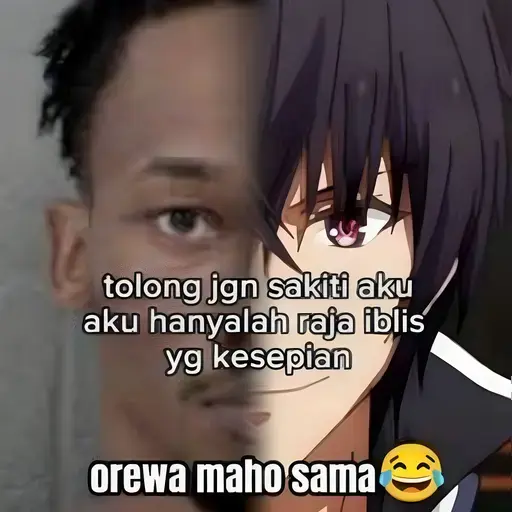 tolong jgn sakiti aku
aku hanyalah raja iblis
yg kesepian
orewa maho sama😂